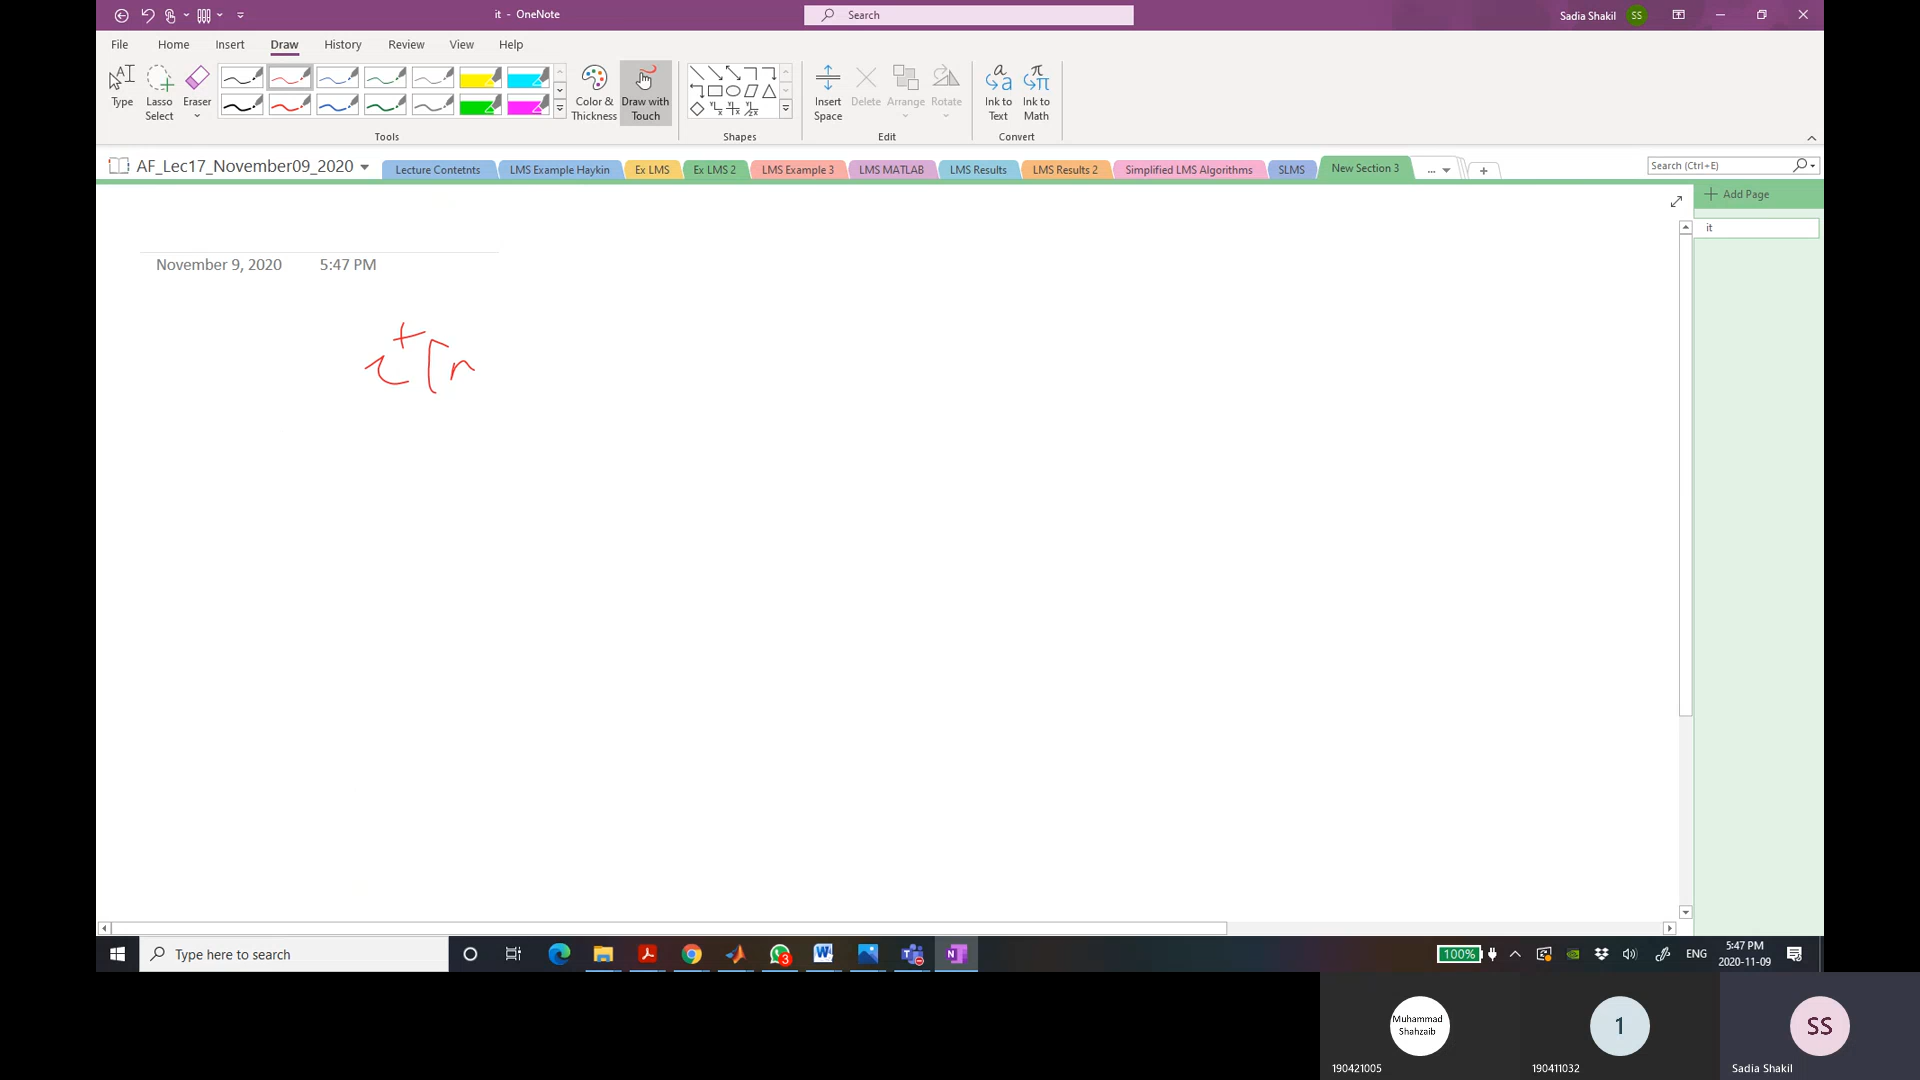 it - OneNote
Search
Sadia Shakil
SS
File Home Insert Draw History Review View Help
Type
Lasso Select
Eraser
Color & Thickness
Draw with Touch
Insert Space
Delete
Arrange
Rotate
Ink to Text
Ink to Math
Tools
Shapes
Edit
Convert
AF_Lec17_November09_2020
Lecture Contetnts
LMS Example Haykin
Ex LMS
Ex LMS 2
LMS Example 3
LMS MATLAB
LMS Results
LMS Results 2
Simplified LMS Algorithms
SLMS
New Section 3
...
Search (Ctrl+E)
Add Page
it
November 9, 2020 5:47 PM
Type here to search
3
100%
ENG
5:47 PM
2020-11-09
Muhammad Shahzaib
190421005
1
190411032
SS
Sadia Shakil